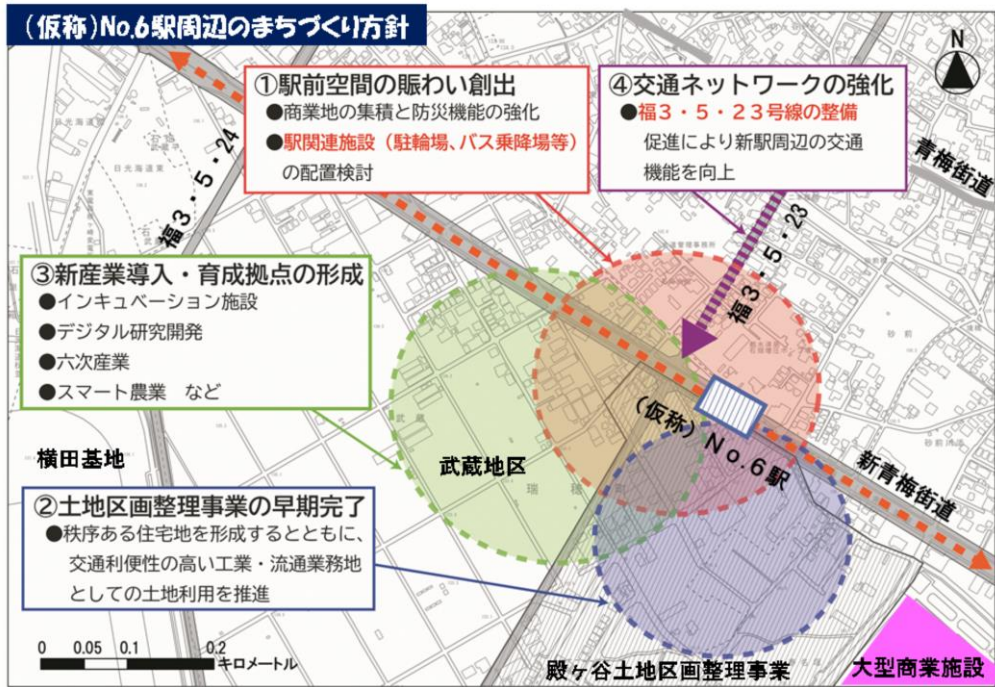 (仮称)No.6駅周辺のまちづくり方針
N
①駅前空間の賑わい創出
●商業地の集積と防災機能の強化
●駅関連施設（駐輪場、バス乗降場等）
の配置検討
④交通ネットワークの強化
●福３・５・２３号線の整備
促進により新駅周辺の交通
機能を向上
青梅街道
福３・５・２４
福３・５・２３
③新産業導入・育成拠点の形成
●インキュベーション施設
●デジタル研究開発
●六次産業
●スマート農業　など
砂前
武蔵
横田基地
武蔵地区
瑞穂町
(仮称)No.6駅
新青梅街道
②土地区画整理事業の早期完了
●秩序ある住宅地を形成するとともに、
交通利便性の高い工業・流通業務地
としての土地利用を推進
0 0.05 0.1 0.2
キロメートル
殿ヶ谷土地区画整理事業
大型商業施設